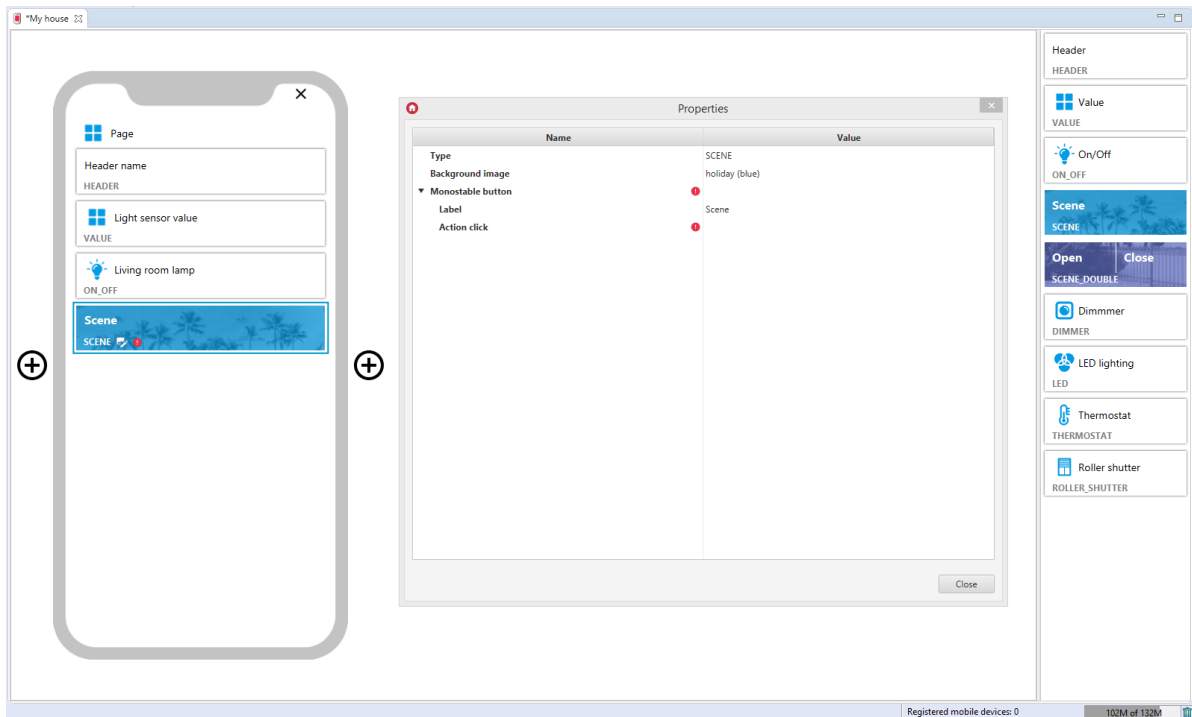 *My house
Page
Header name
HEADER
Light sensor value
VALUE
Living room lamp
ON_OFF
Scene
SCENE
Properties
Name Value
Type SCENE
Background image holiday (blue)
Monostable button
Label Scene
Action click
Close
Header
HEADER
Value
VALUE
On/Off
ON_OFF
Scene
SCENE
Open Close
SCENE_DOUBLE
Dimmmer
DIMMER
LED lighting
LED
Thermostat
THERMOSTAT
Roller shutter
ROLLER_SHUTTER
Registered mobile devices: 0
102M of 132M